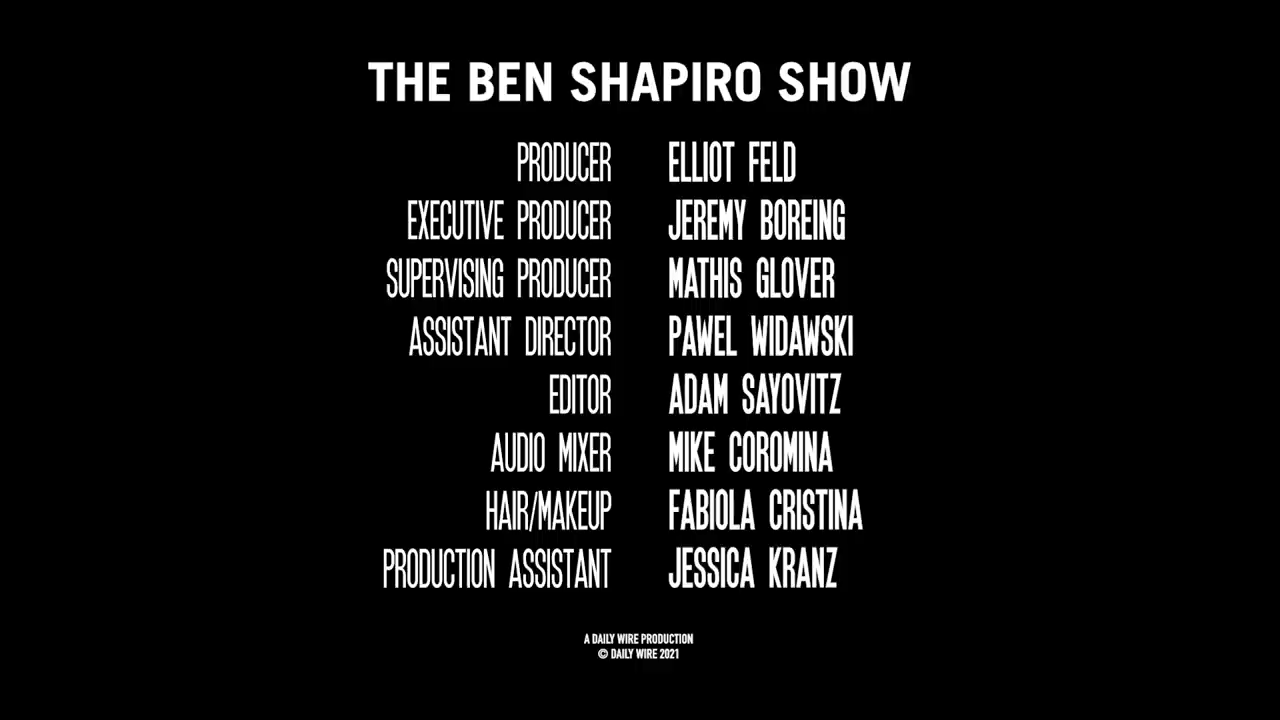 THE BEN SHAPIRO SHOW
PRODUCER ELLIOT FELD
EXECUTIVE PRODUCER JEREMY BOREING
SUPERVISING PRODUCER MATHIS GLOVER
ASSISTANT DIRECTOR PAWEL WIDAWSKI
EDITOR ADAM SAYOVITZ
AUDIO MIXER MIKE COROMINA
HAIR/MAKEUP FABIOLA CRISTINA
PRODUCTION ASSISTANT JESSICA KRANZ
A DAILY WIRE PRODUCTION
© DAILY WIRE 2021